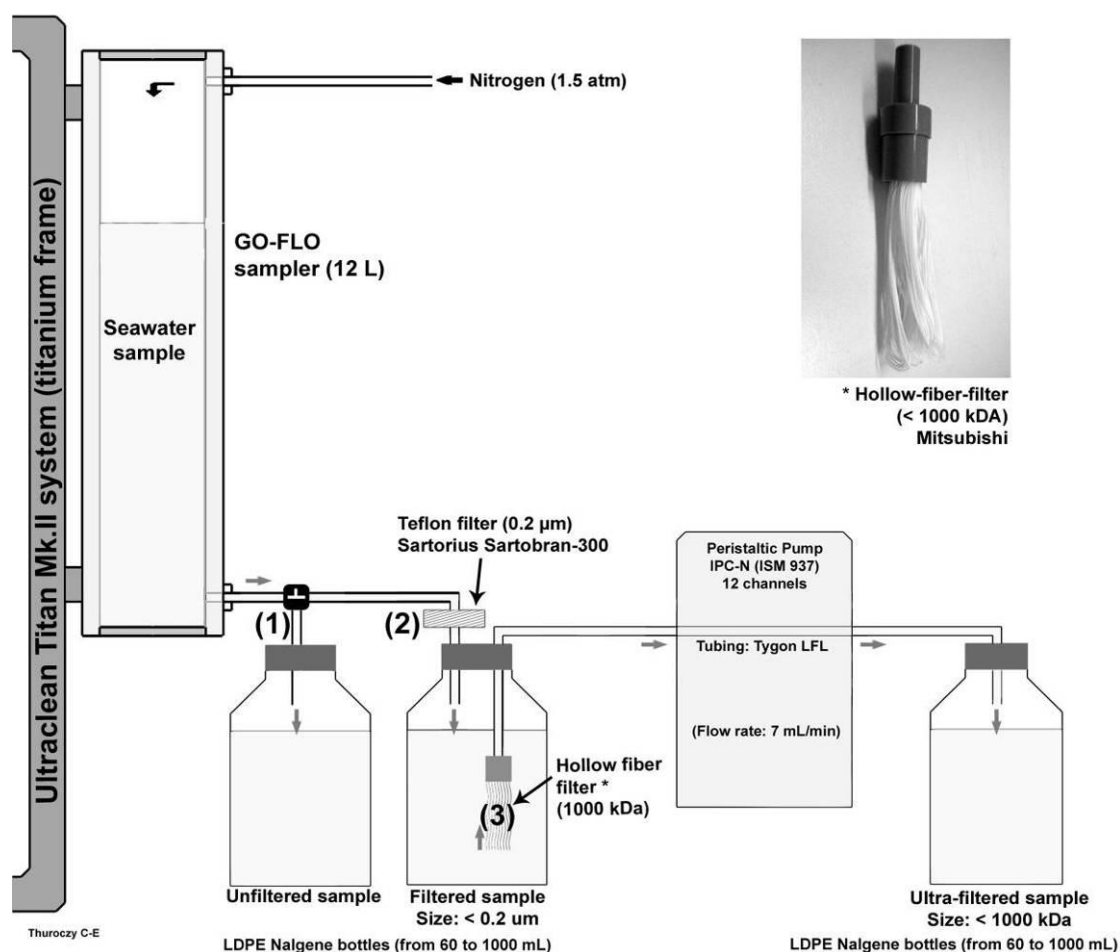 Ultraclean Titan Mk.II system (titanium frame)
Nitrogen (1.5 atm)
GO-FLO
sampler (12 L)
Seawater
sample
* Hollow-fiber-filter
(< 1000 kDA)
Mitsubishi
Teflon filter (0.2 µm)
Sartorius Sartobran-300
Peristaltic Pump
IPC-N (ISM 937)
12 channels
(1)
(2)
Tubing: Tygon LFL
(Flow rate: 7 mL/min)
Hollow fiber
filter *
(1000 kDa)
(3)
Unfiltered sample
Filtered sample
Size: < 0.2 um
Ultra-filtered sample
Size: < 1000 kDa
Thuroczy C-E
LDPE Nalgene bottles (from 60 to 1000 mL)
LDPE Nalgene bottles (from 60 to 1000 mL)